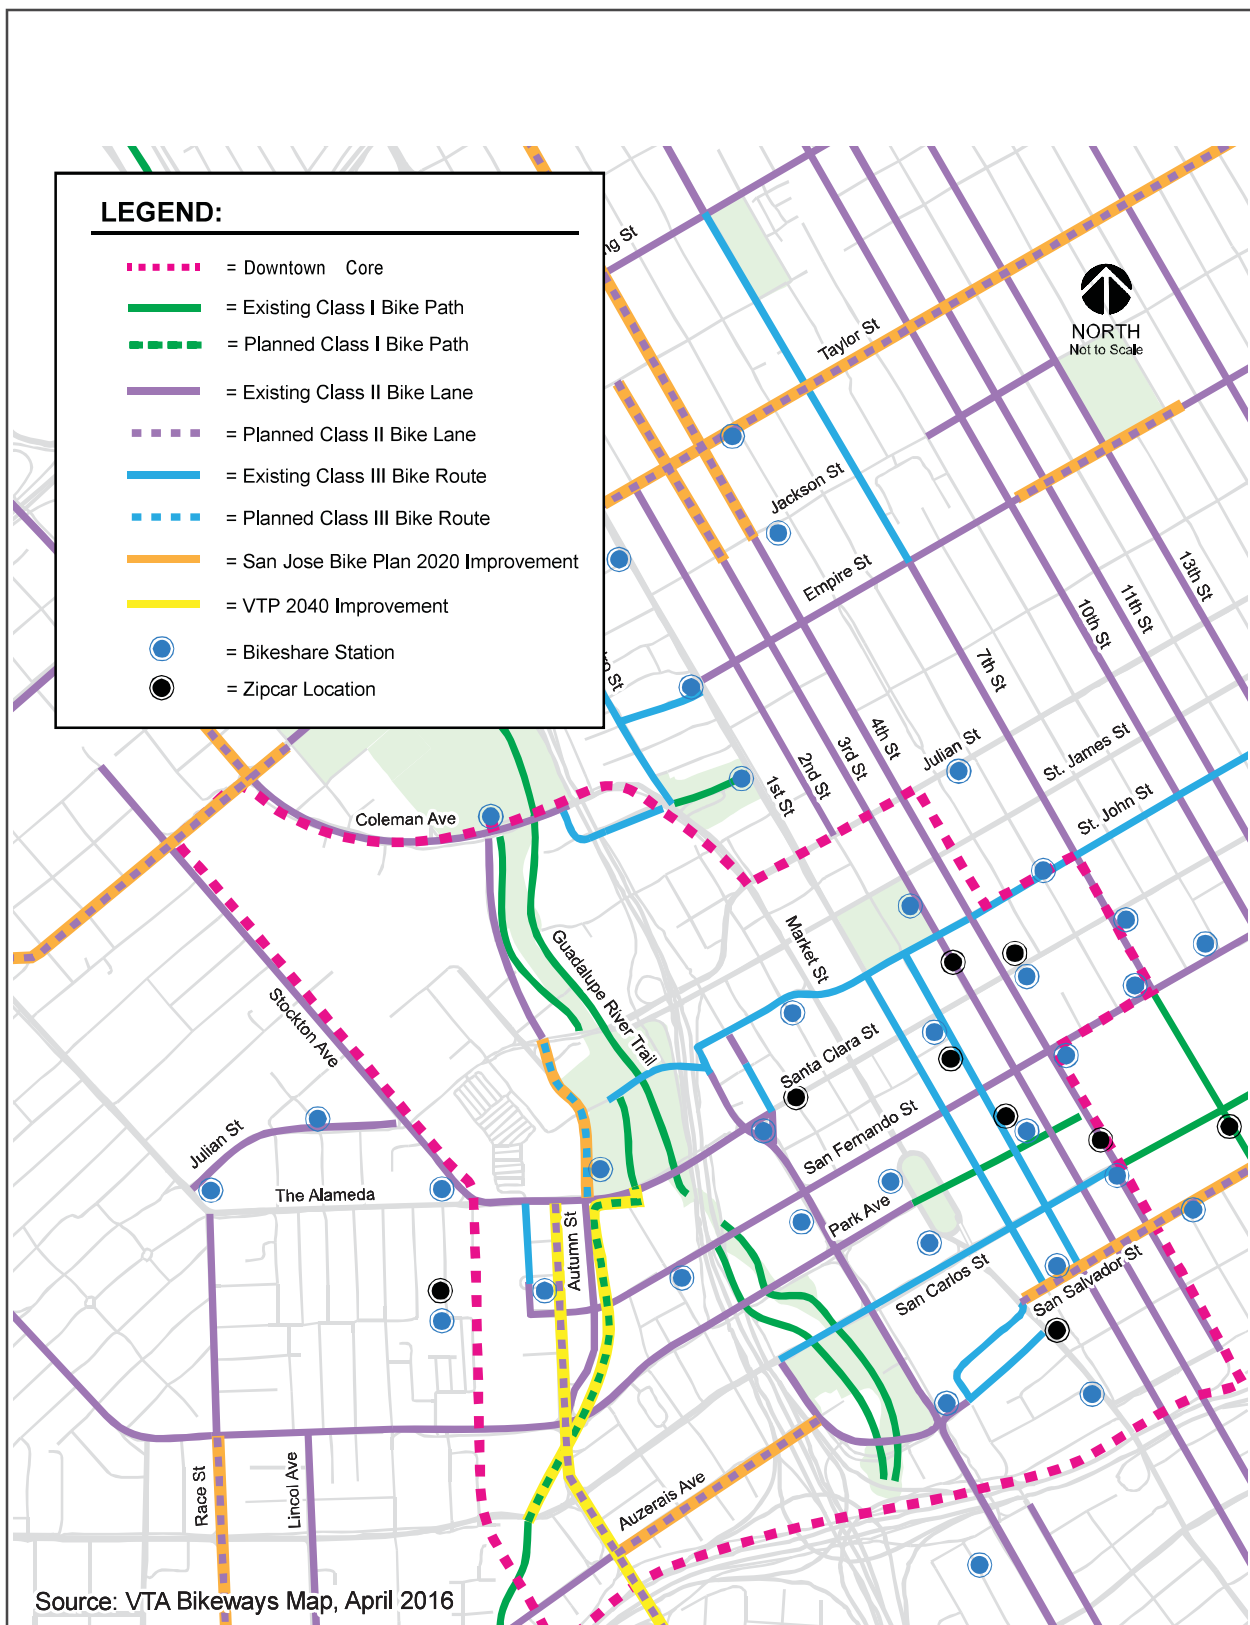 LEGEND:
= Downtown Core
= Existing Class I Bike Path
= Planned Class I Bike Path
= Existing Class II Bike Lane
= Planned Class II Bike Lane
= Existing Class III Bike Route
= Planned Class III Bike Route
= San Jose Bike Plan 2020 Improvement
= VTP 2040 Improvement
= Bikeshare Station
= Zipcar Location
ng St
Taylor St
NORTH
Not to Scale
Jackson St
Empire St
13th St
11th St
10th St
7th St
4th St
3rd St
2nd St
1st St
Julian St
St. James St
St. John St
Coleman Ave
Market St
Guadalupe River Trail
Stockton Ave
Santa Clara St
San Fernando St
Julian St
The Alameda
Autumn St
Park Ave
San Carlos St
San Salvador St
Race St
Lincol Ave
Auzerais Ave
Source: VTA Bikeways Map, April 2016